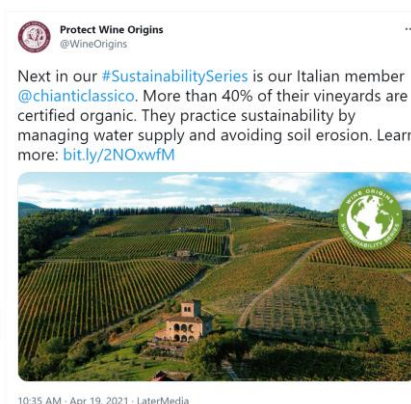 Protect Wine Origins
@WineOrigins
Next in our #SustainabilitySeries is our Italian member
@chianticlassico. More than 40% of their vineyards are
certified organic. They practice sustainability by
managing water supply and avoiding soil erosion. Lear
more: bit.ly/2NOxwfM
WINE ORIGINS
SUSTAINABILITY SERIES
10:35 AM · Apr 19, 2021 · LaterMedia